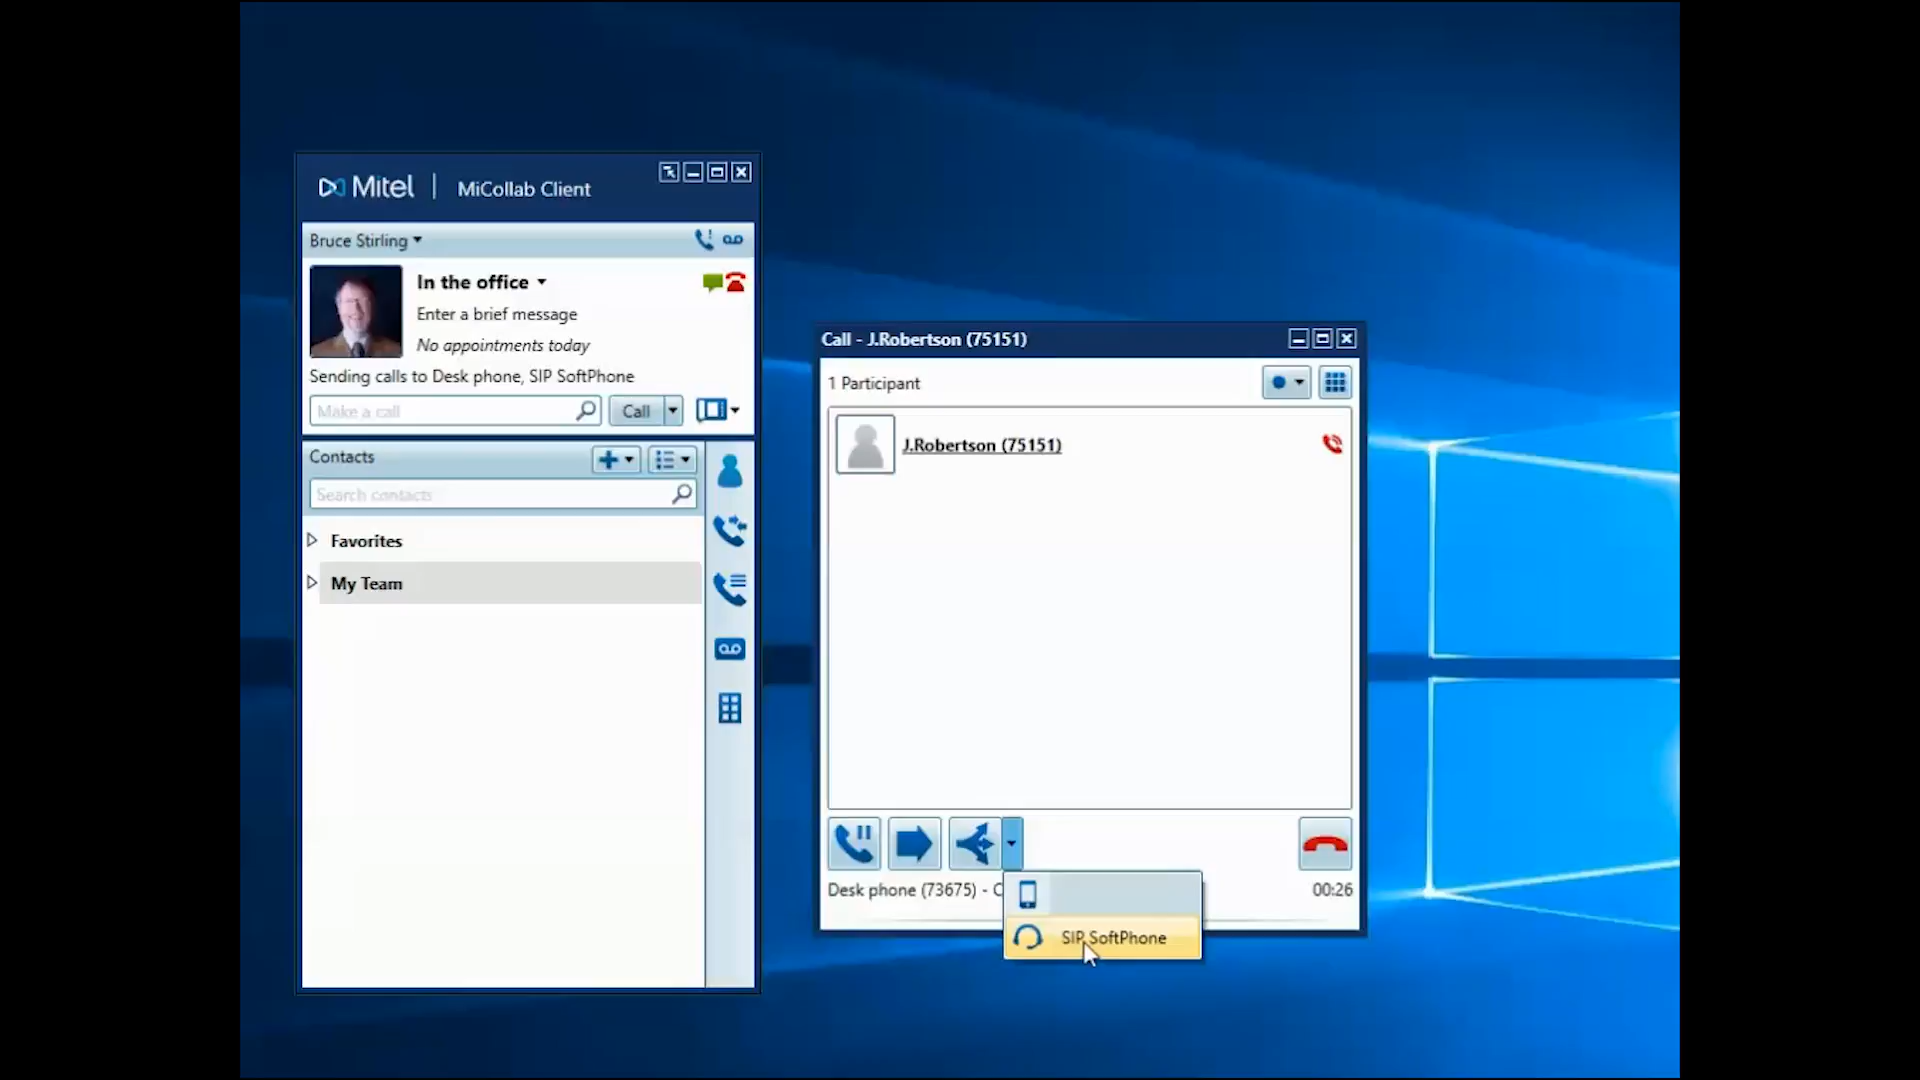 Mitel | MiCollab Client
Bruce Stirling
In the office
Enter a brief message
No appointments today
Sending calls to Desk phone, SIP SoftPhone
Make a call
Call
Contacts
Search contacts
Favorites
My Team
Call - J.Robertson (75151)
1 Participant
J.Robertson (75151)
Desk phone (73675) - C
00:26
SIP SoftPhone